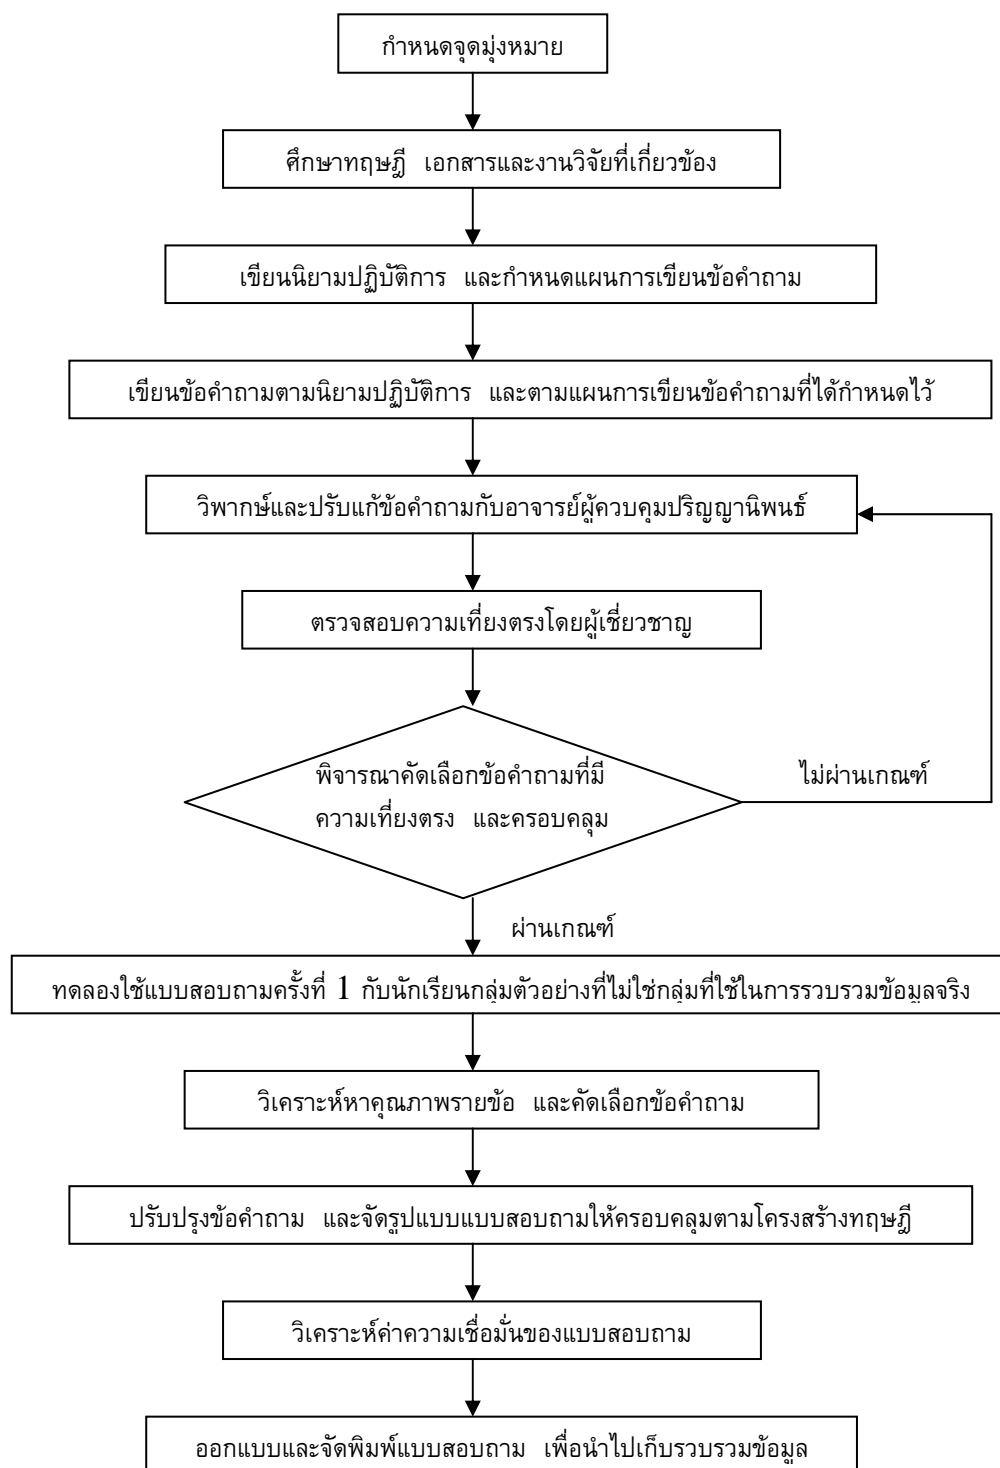 กำหนดจุดมุ่งหมาย
ศึกษาทฤษฎี เอกสารและงานวิจัยที่เกี่ยวข้อง
เขียนนิยามปฏิบัติการ และกำหนดแผนการเขียนข้อคำถาม
เขียนข้อคำถามตามนิยามปฏิบัติการ และตามแผนการเขียนข้อคำถามที่ได้กำหนดไว้
วิพากษ์และปรับแก้ข้อคำถามกับอาจารย์ผู้ควบคุมปริญญานิพนธ์
ตรวจสอบความเที่ยงตรงโดยผู้เชี่ยวชาญ
พิจารณาคัดเลือกข้อคำถามที่มี
ความเที่ยงตรง และครอบคลุม
ไม่ผ่านเกณฑ์
ผ่านเกณฑ์
ทดลองใช้แบบสอบถามครั้งที่ 1 กับนักเรียนกลุ่มตัวอย่างที่ไม่ใช่กลุ่มที่ใช้ในการรวบรวมข้อมูลจริง
วิเคราะห์หาคุณภาพรายข้อ และคัดเลือกข้อคำถาม
ปรับปรุงข้อคำถาม และจัดรูปแบบแบบสอบถามให้ครอบคลุมตามโครงสร้างทฤษฎี
วิเคราะห์ค่าความเชื่อมั่นของแบบสอบถาม
ออกแบบและจัดพิมพ์แบบสอบถาม เพื่อนำไปเก็บรวบรวมข้อมูล